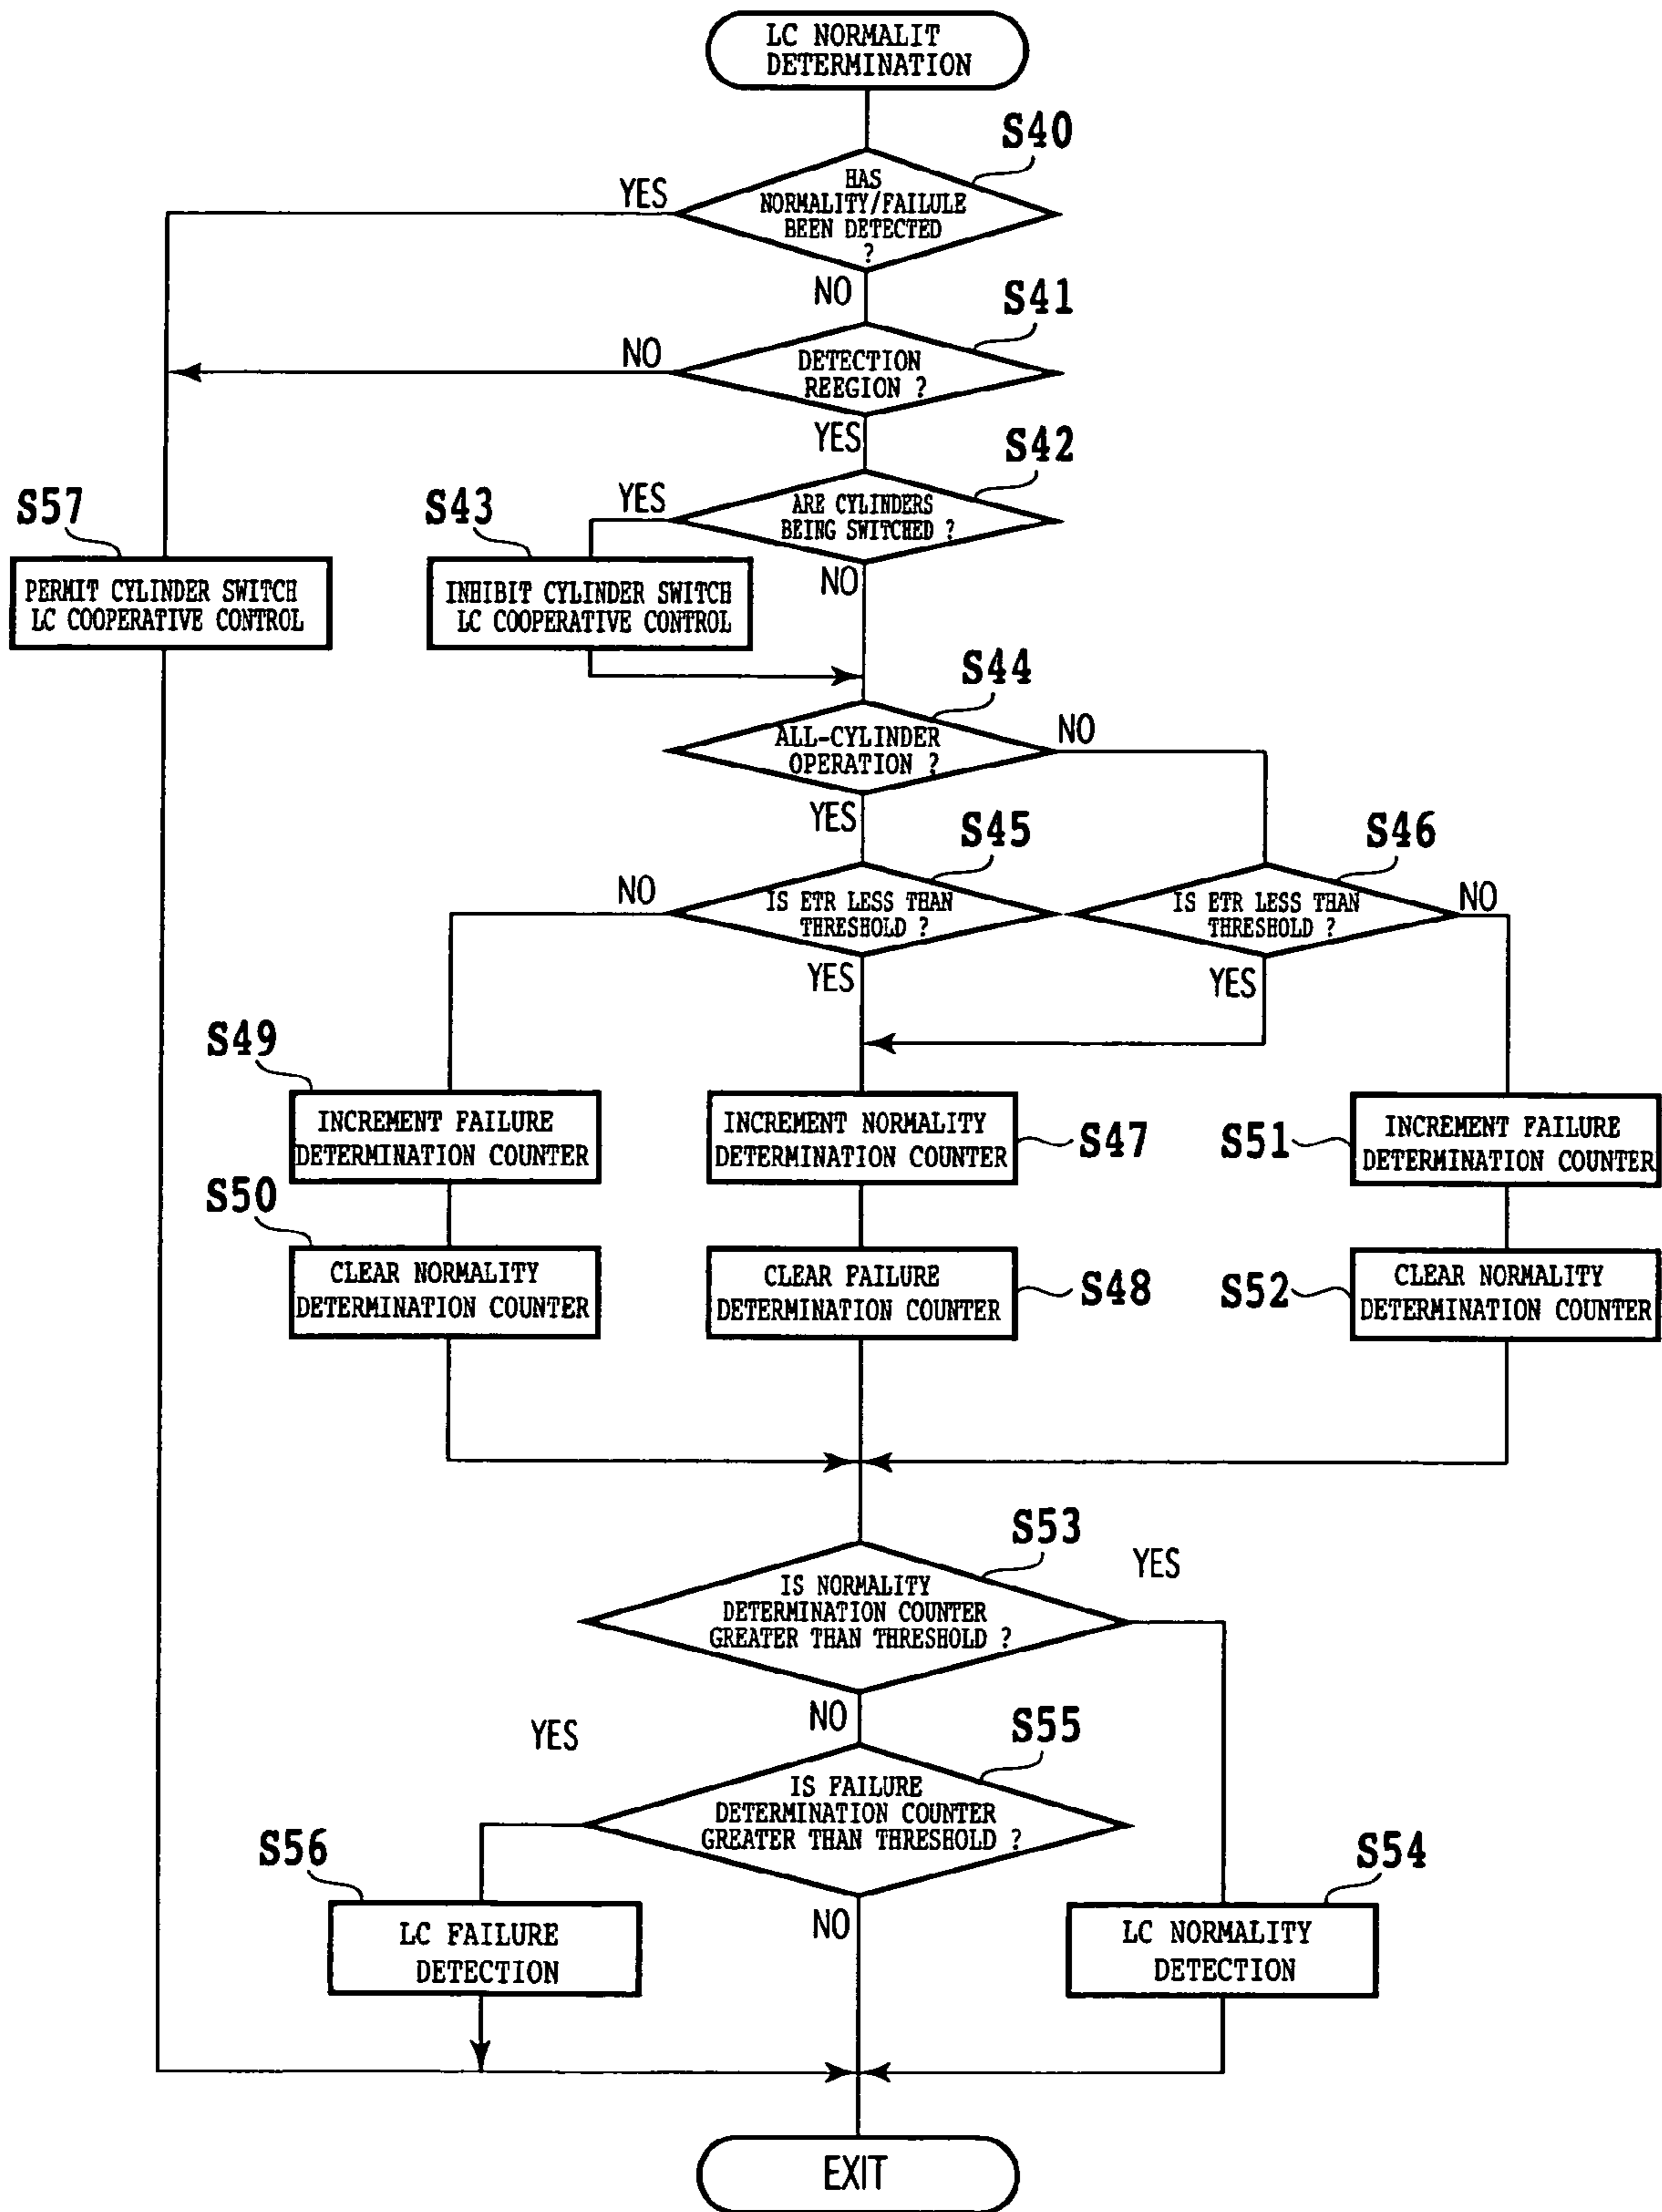 LC NORMALIT
DETERMINATION
S40
HAS
NORMALITY/FAILULE
BEEN DETECTED
?
YES
NO
S41
DETECTION
REEGION ?
NO
YES
S42
ARE CYLINDERS
BEING SWITCHED ?
YES
NO
S57
PERMIT CYLINDER SWITCH
LC COOPERATIVE CONTROL
S43
INHIBIT CYLINDER SWITCH
LC COOPERATIVE CONTROL
S44
ALL-CYLINDER
OPERATION ?
NO
YES
S45
IS ETR LESS THAN
THRESHOLD ?
NO
YES
S46
IS ETR LESS THAN
THRESHOLD ?
NO
YES
S49
INCREMENT FAILURE
DETERMINATION COUNTER
INCREMENT NORMALITY
DETERMINATION COUNTER
S47
S51
INCREMENT FAILURE
DETERMINATION COUNTER
S50
CLEAR NORMALITY
DETERMINATION COUNTER
CLEAR FAILURE
DETERMINATION COUNTER
S48
S52
CLEAR NORMALITY
DETERMINATION COUNTER
S53
IS NORMALITY
DETERMINATION COUNTER
GREATER THAN THRESHOLD ?
YES
NO
S55
IS FAILURE
DETERMINATION COUNTER
GREATER THAN THRESHOLD ?
YES
NO
S56
LC FAILURE
DETECTION
S54
LC NORMALITY
DETECTION
EXIT